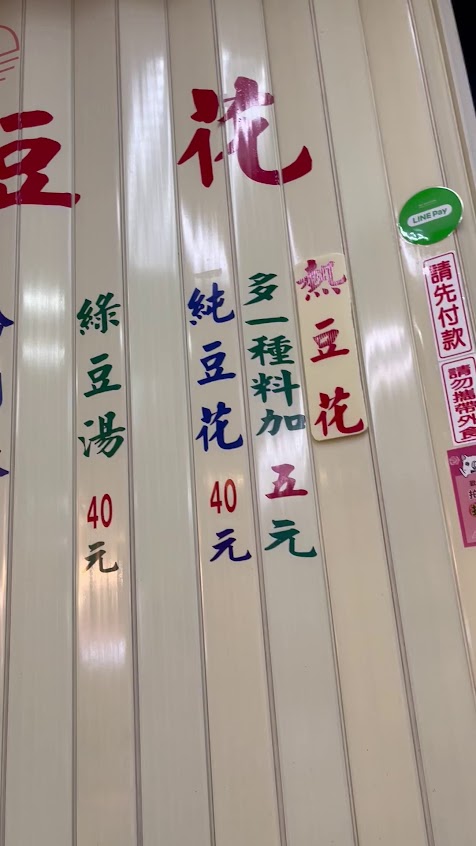 豆花
LINE Pay
請先付款
請勿攜帶外食
熱豆花
多一種料加五元
純豆花40元
綠豆湯40元